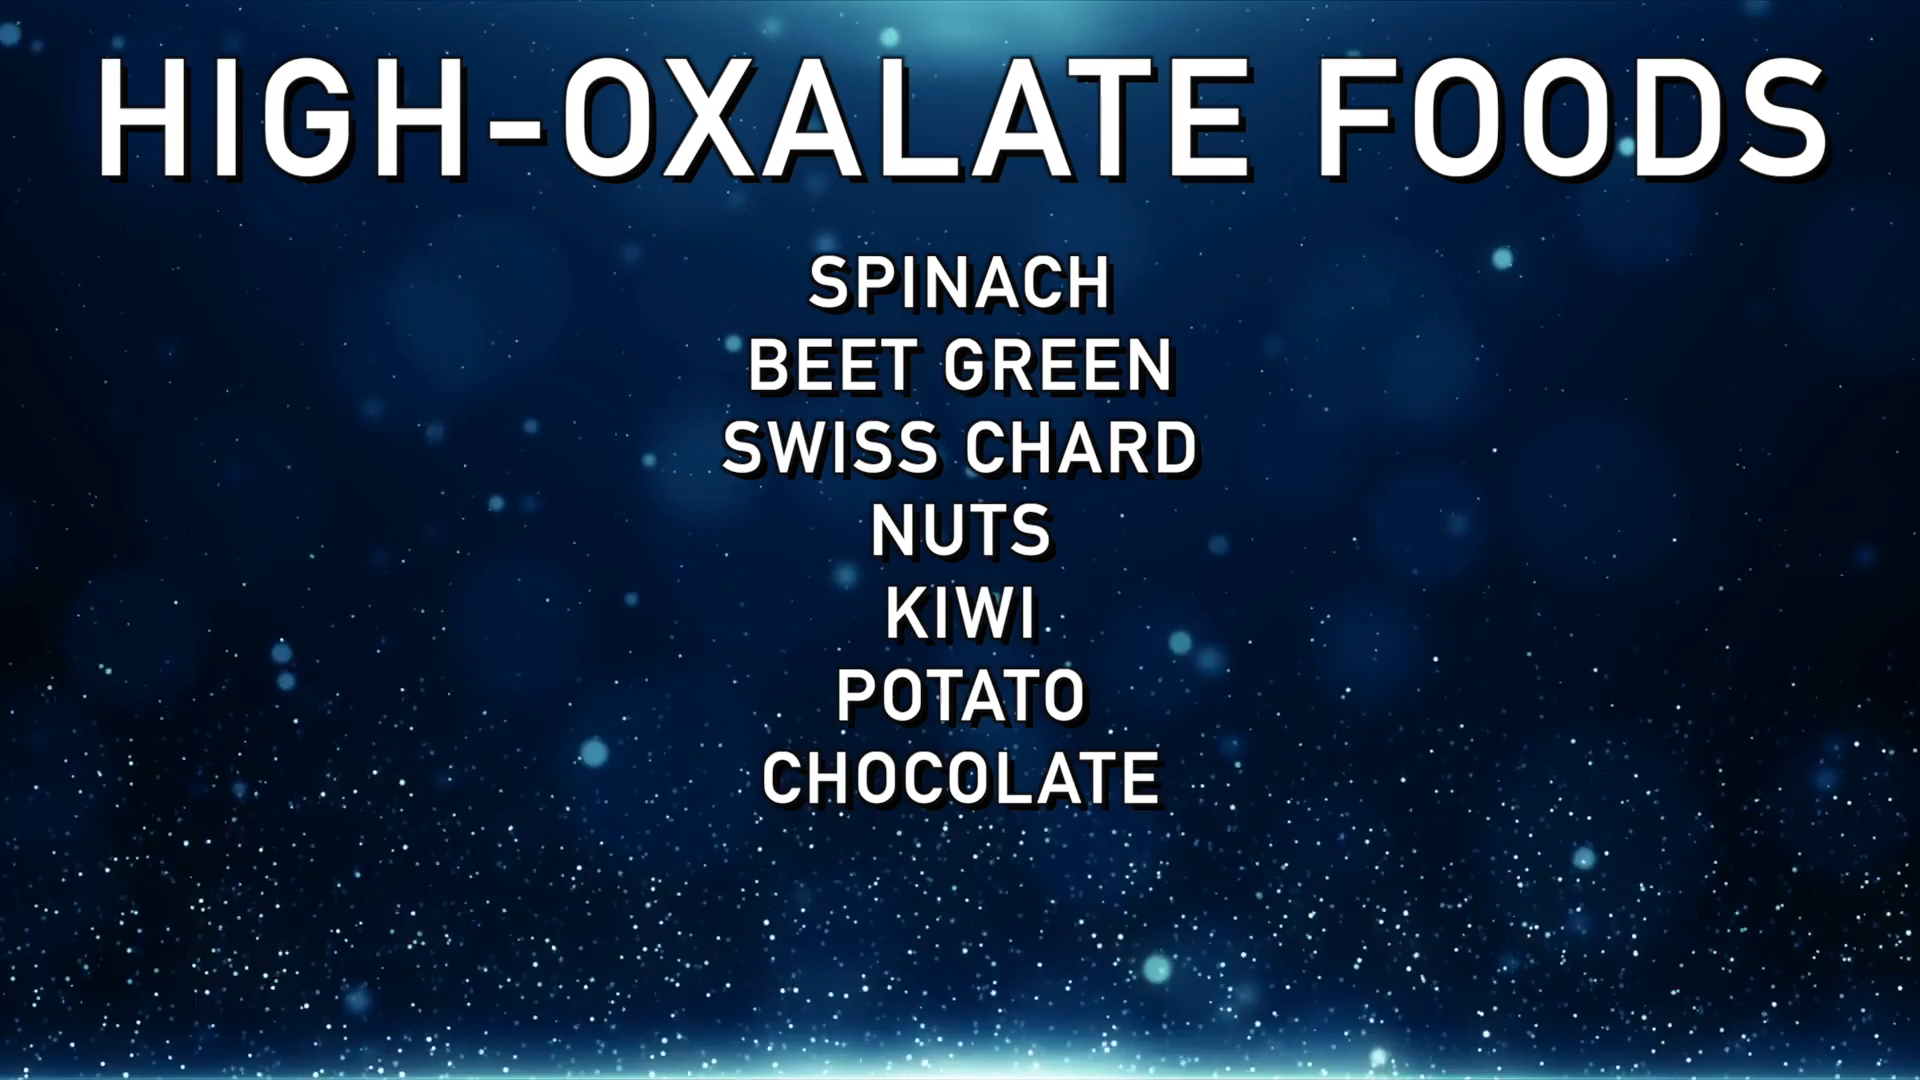 HIGH-OXALATE FOODS
SPINACH
BEET GREEN
SWISS CHARD
NUTS
KIWI
POTATO
CHOCOLATE